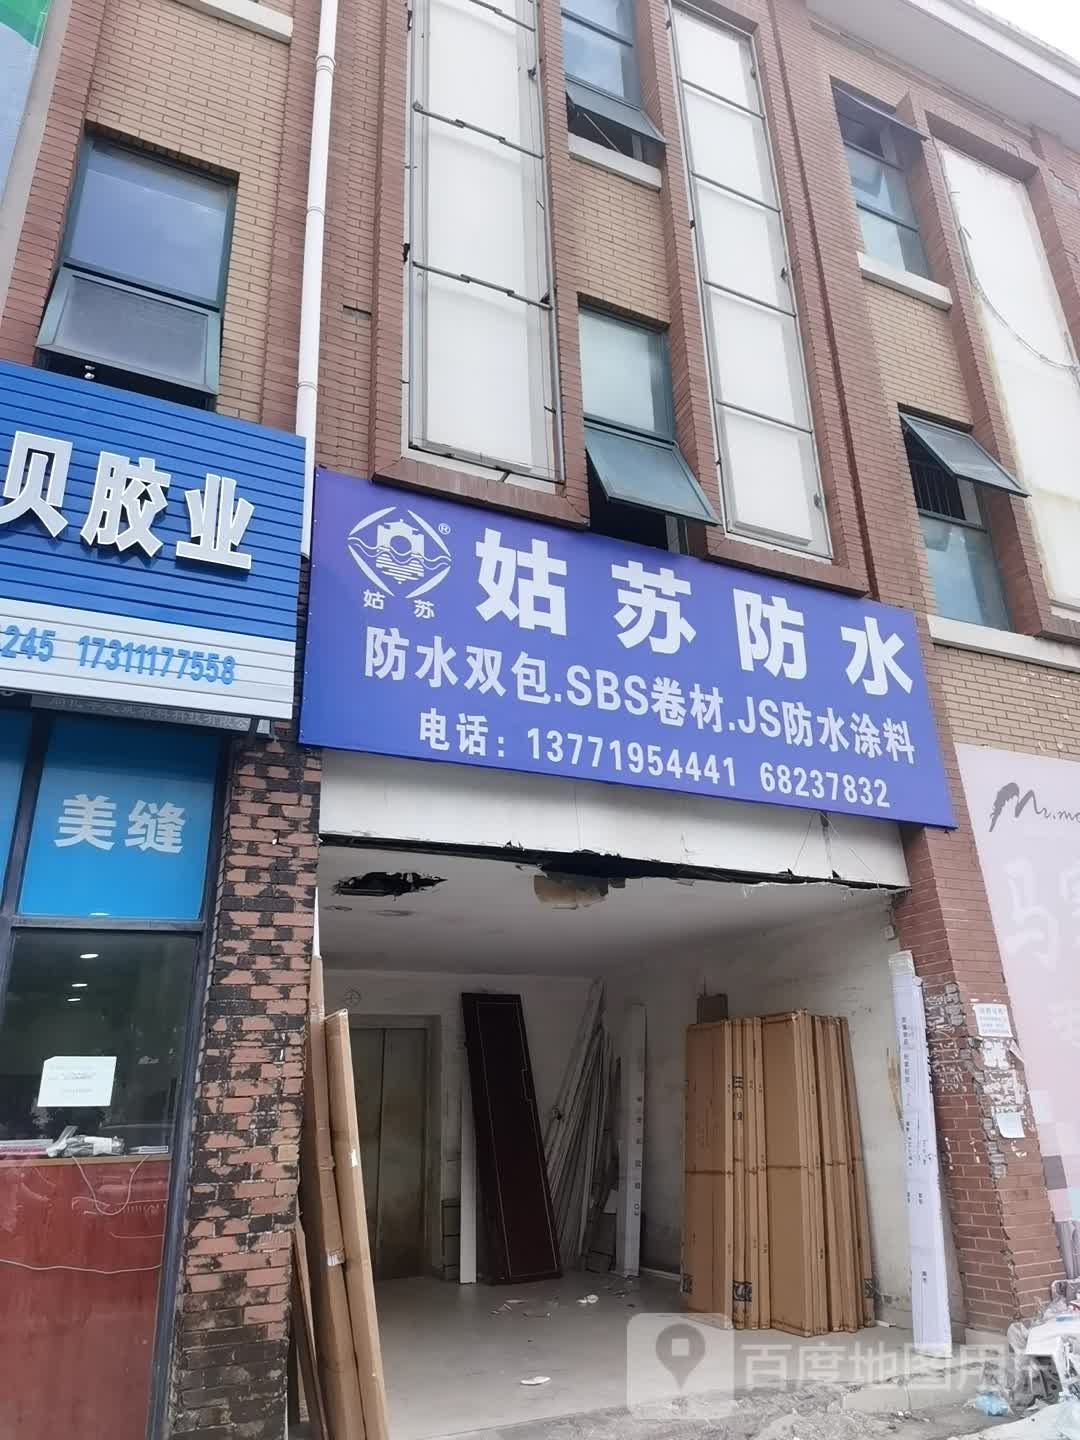 贝胶业
245 17311177558
美缝
姑苏
®
姑苏防水
防水双包.SBS卷材.JS防水涂料
电话：13771954441 68237832
Mr.m
马
百度地图用户